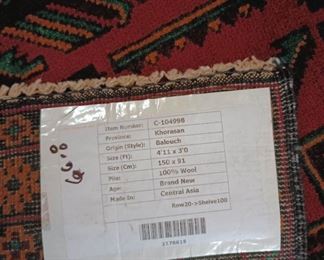 Item Number: C-104998
Province: Khorasan
Origin (Style): Balouch
Size (Ft): 4'11 x 3'0
Size (Cm): 150 x 91
Pile: 100% Wool
Age: Brand New
Made In: Central Asia
Row20->Shelve100